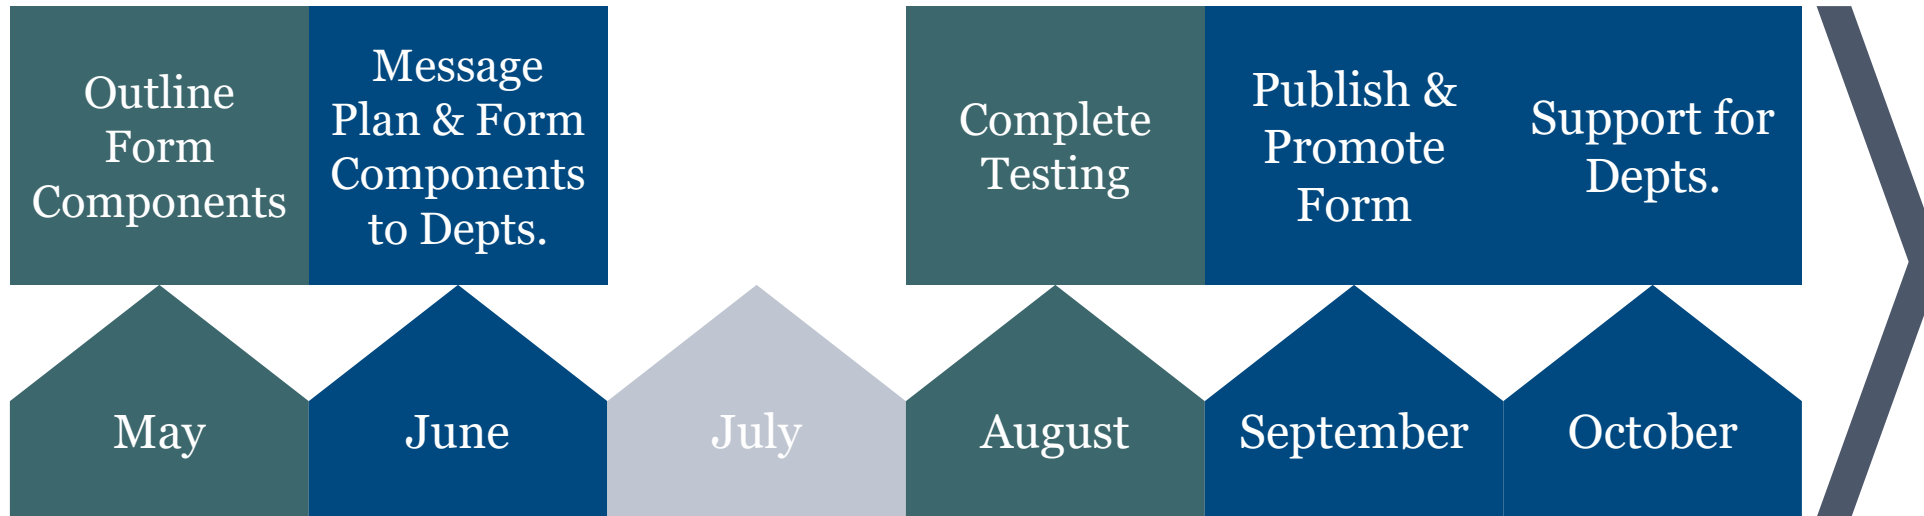 Outline
Form
Components
Message
Plan & Form
Components
to Depts.
Complete
Testing
Publish &
Promote
Form
Support for
Depts.
May
June
July
August
September
October